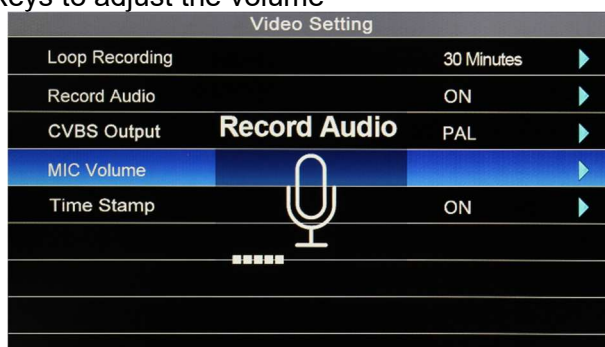 keys to adjust the volume
Video Setting
Loop Recording 30 Minutes
Record Audio ON
CVBS Output PAL
Record Audio
MIC Volume
Time Stamp ON